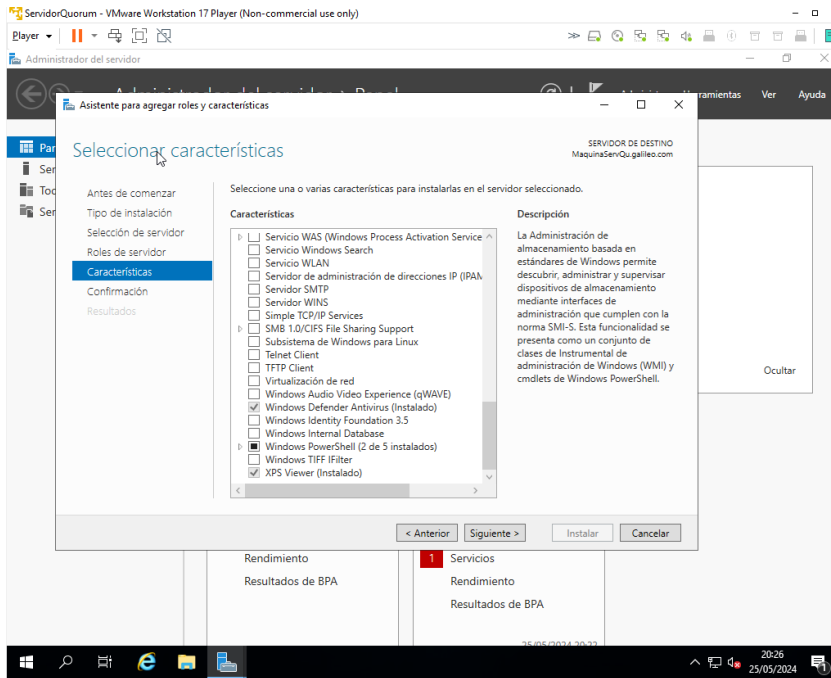 ServidorQuorum - VMware Workstation 17 Player (Non-commercial use only)
Player
Administrador del servidor
Ver
Ayuda
Asistente para agregar roles y características
Seleccionar características
SERVIDOR DE DESTINO
MaquinaServQu.galileo.com
Antes de comenzar
Tipo de instalación
Selección de servidor
Roles de servidor
Características
Confirmación
Resultados
Seleccione una o varias características para instalarlas en el servidor seleccionado.
Características
Servicio WAS (Windows Process Activation Service
Servicio Windows Search
Servicio WLAN
Servidor de administración de direcciones IP (IPAM
Servidor SMTP
Servidor WINS
Simple TCP/IP Services
SMB 1.0/CIFS File Sharing Support
Subsistema de Windows para Linux
Telnet Client
TFTP Client
Virtualización de red
Windows Audio Video Experience (qWAVE)
Windows Defender Antivirus (Instalado)
Windows Identity Foundation 3.5
Windows Internal Database
Windows PowerShell (2 de 5 instalados)
Windows TIFF IFilter
XPS Viewer (Instalado)
Descripción
La Administración de
almacenamiento basada en
estándares de Windows permite
descubrir, administrar y supervisar
dispositivos de almacenamiento
mediante interfaces de
administración que cumplen con la
norma SMI-S. Esta funcionalidad se
presenta como un conjunto de
clases de Instrumental de
administración de Windows (WMI) y
cmdlets de Windows PowerShell.
Ocultar
< Anterior
Siguiente >
Instalar
Cancelar
Rendimiento
Resultados de BPA
1 Servicios
Rendimiento
Resultados de BPA
25/05/2024 20:22
20:26
25/05/2024
1